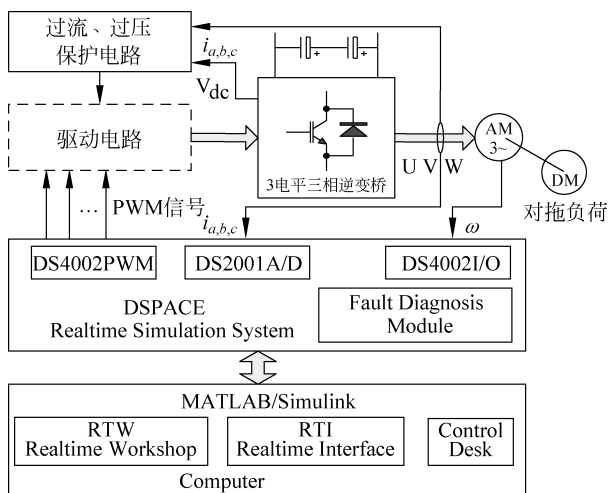 过流、过压
保护电路
i_{a,b,c}
V_{dc}
驱动电路
3电平三相逆变桥
U V W
AM
3~
DM
对拖负荷
… PWM信号
i_{a,b,c}
ω
DS4002PWM
DS2001A/D
DS4002I/O
DSPACE
Realtime Simulation System
Fault Diagnosis
Module
MATLAB/Simulink
RTW
Realtime Workshop
RTI
Realtime Interface
Control
Desk
Computer